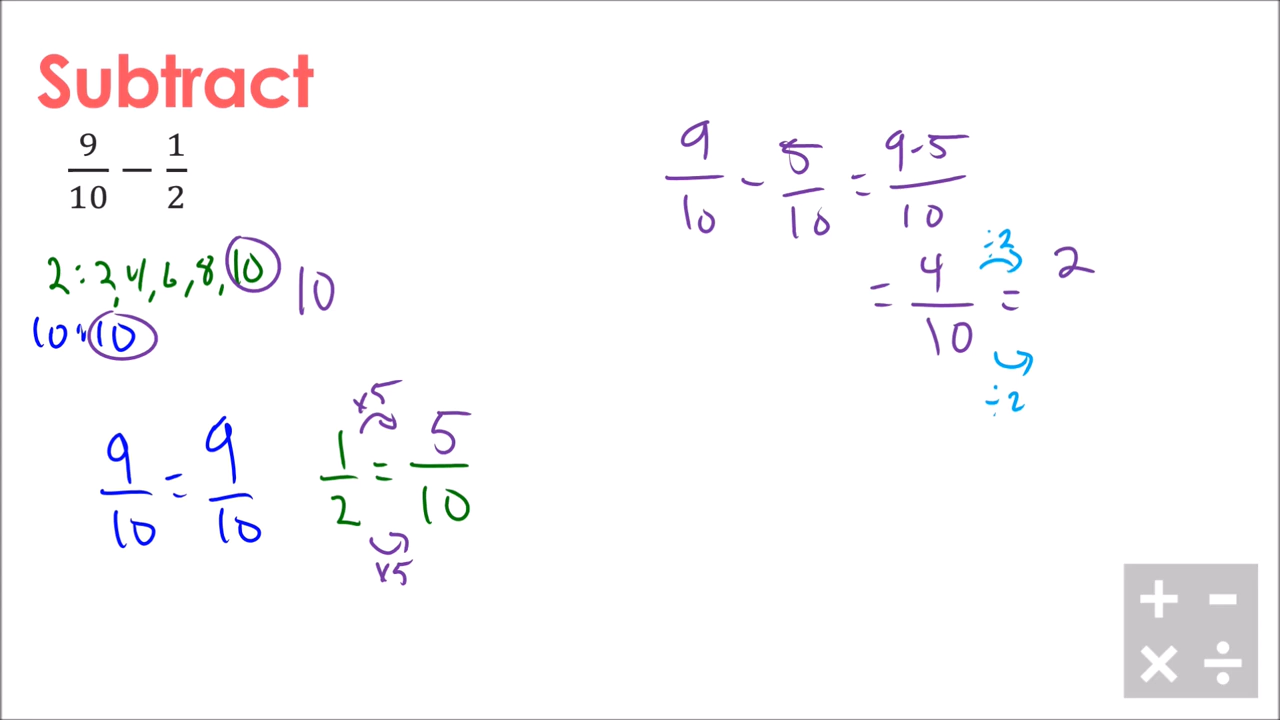 Subtract
9/10 − 1/2
2: 2, 4, 6, 8, 10
10
10: 10
9/10 = 9/10
×5
1/2 = 5/10
×5
9/10 - 5/10 = 9-5/10
÷2
= 4/10 = 2
÷2
+ −
× ÷